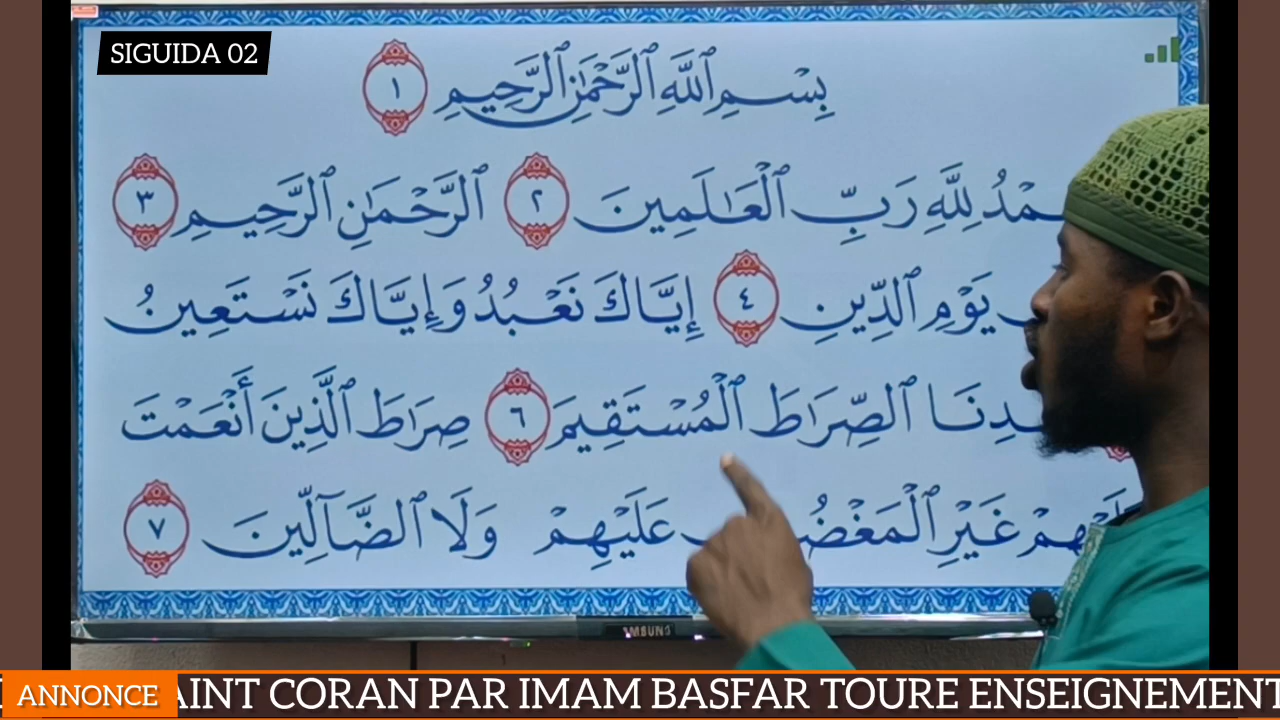 SIGUIDA 02
بِسْمِ ٱللَّهِ ٱلرَّحْمَٰنِ ٱلرَّحِيمِ ١
لِلَّهِ رَبِّ ٱلْعَٰلَمِينَ ٢ ٱلرَّحْمَٰنِ ٱلرَّحِيمِ ٣
يَوْمِ ٱلدِّينِ ٤ إِيَّاكَ نَعْبُدُ وَإِيَّاكَ نَسْتَعِينُ
ٱلصِّرَٰطَ ٱلْمُسْتَقِيمَ ٦ صِرَٰطَ ٱلَّذِينَ أَنْعَمْتَ
غَيْرِ عَلَيْهِمْ وَلَا ٱلضَّآلِّينَ ٧
SAMSUNG
ANNONCE CORAN PAR IMAM BASFAR TOURE ENSEIGNEMENT